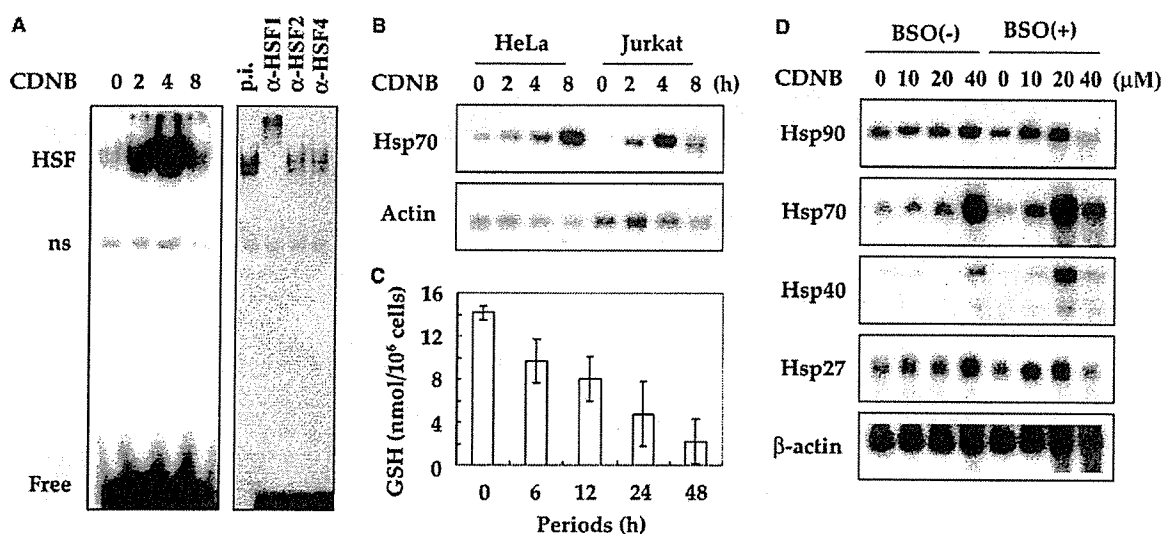 A
p.i.
α-HSF1
α-HSF2
α-HSF4
CDNB 0 2 4 8
HSF
ns
Free
B
HeLa Jurkat
CDNB 0 2 4 8 0 2 4 8 (h)
Hsp70
Actin
C
GSH (nmol/10⁶ cells)
16
12
8
4
0
0 6 12 24 48
Periods (h)
D
BSO(-) BSO(+)
CDNB 0 10 20 40 0 10 20 40 (μM)
Hsp90
Hsp70
Hsp40
Hsp27
β-actin